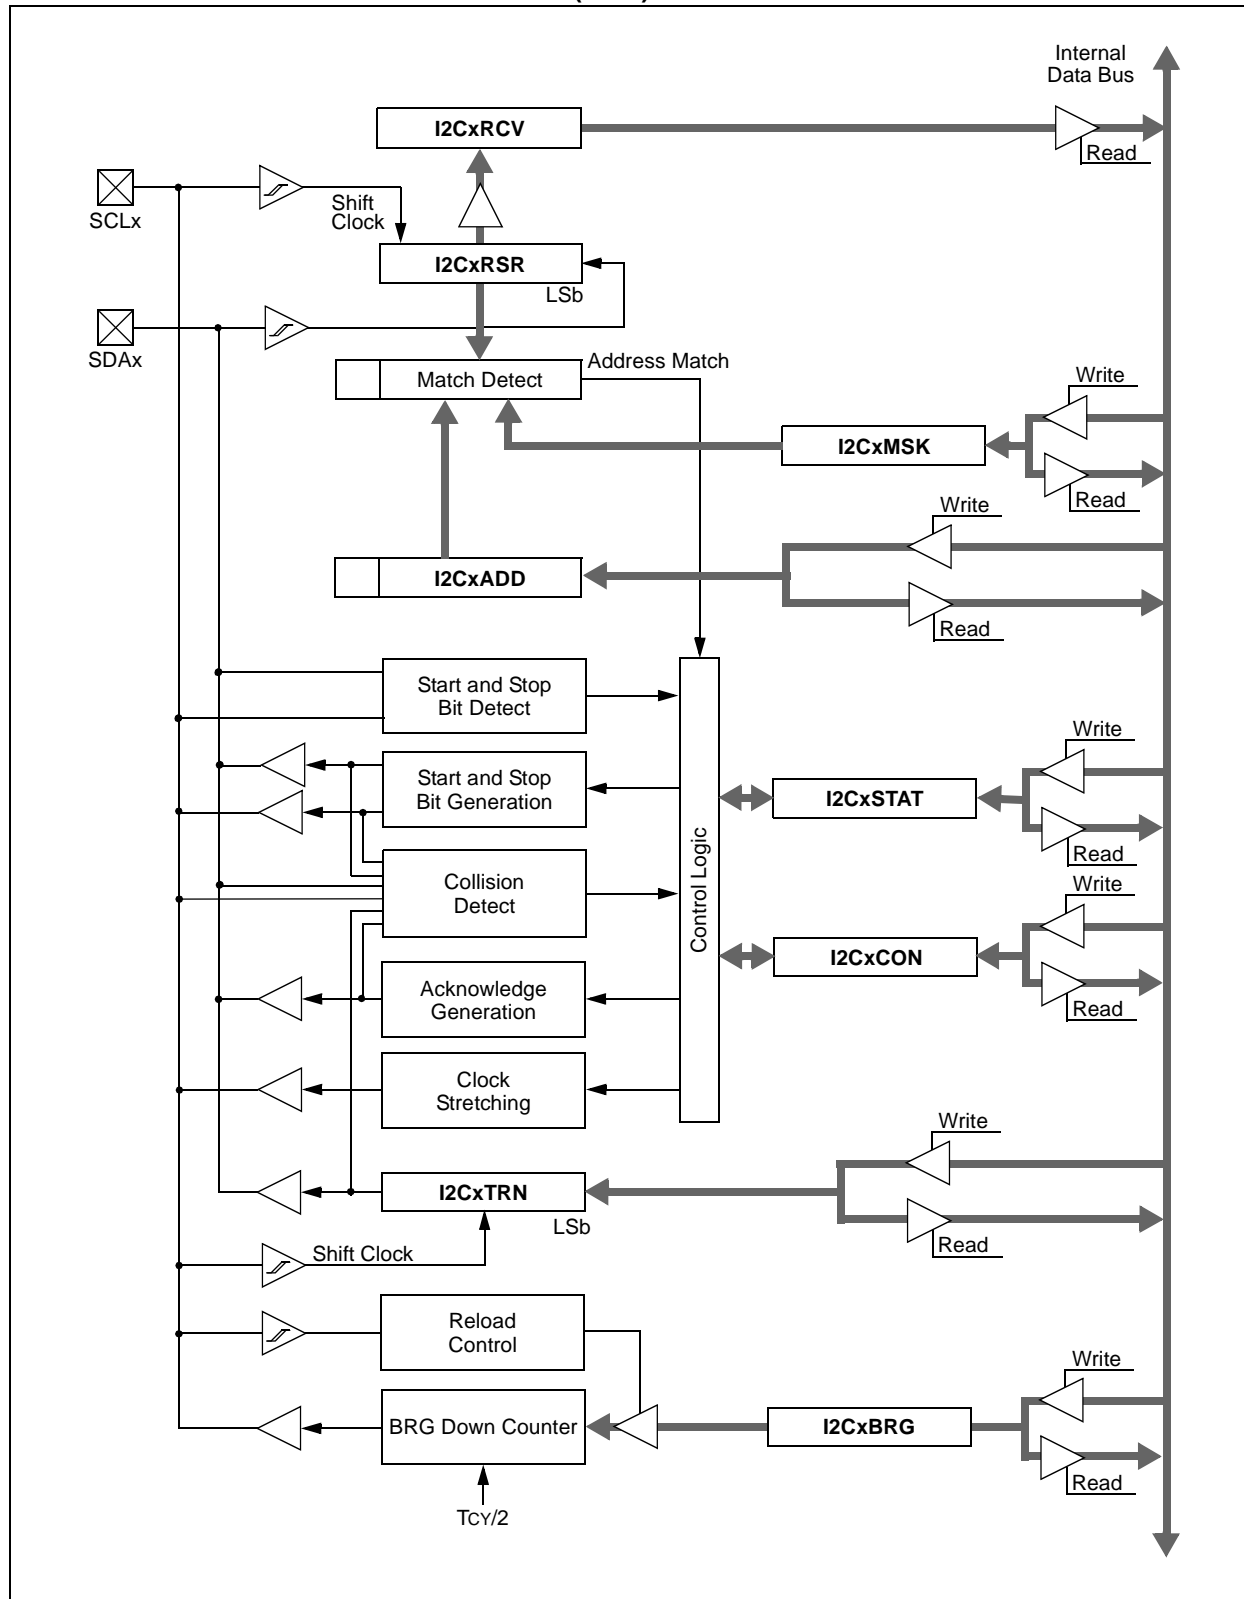 Internal
Data Bus
I2CxRCV
Read
SCLx
Shift
Clock
I2CxRSR
LSb
SDAx
Match Detect
Address Match
Write
I2CxMSK
Read
Write
I2CxADD
Read
Start and Stop
Bit Detect
Write
Start and Stop
Bit Generation
I2CxSTAT
Read
Control Logic
Collision
Detect
Write
I2CxCON
Read
Acknowledge
Generation
Clock
Stretching
Write
I2CxTRN
LSb
Read
Shift Clock
Reload
Control
Write
BRG Down Counter
I2CxBRG
Read
TCY/2